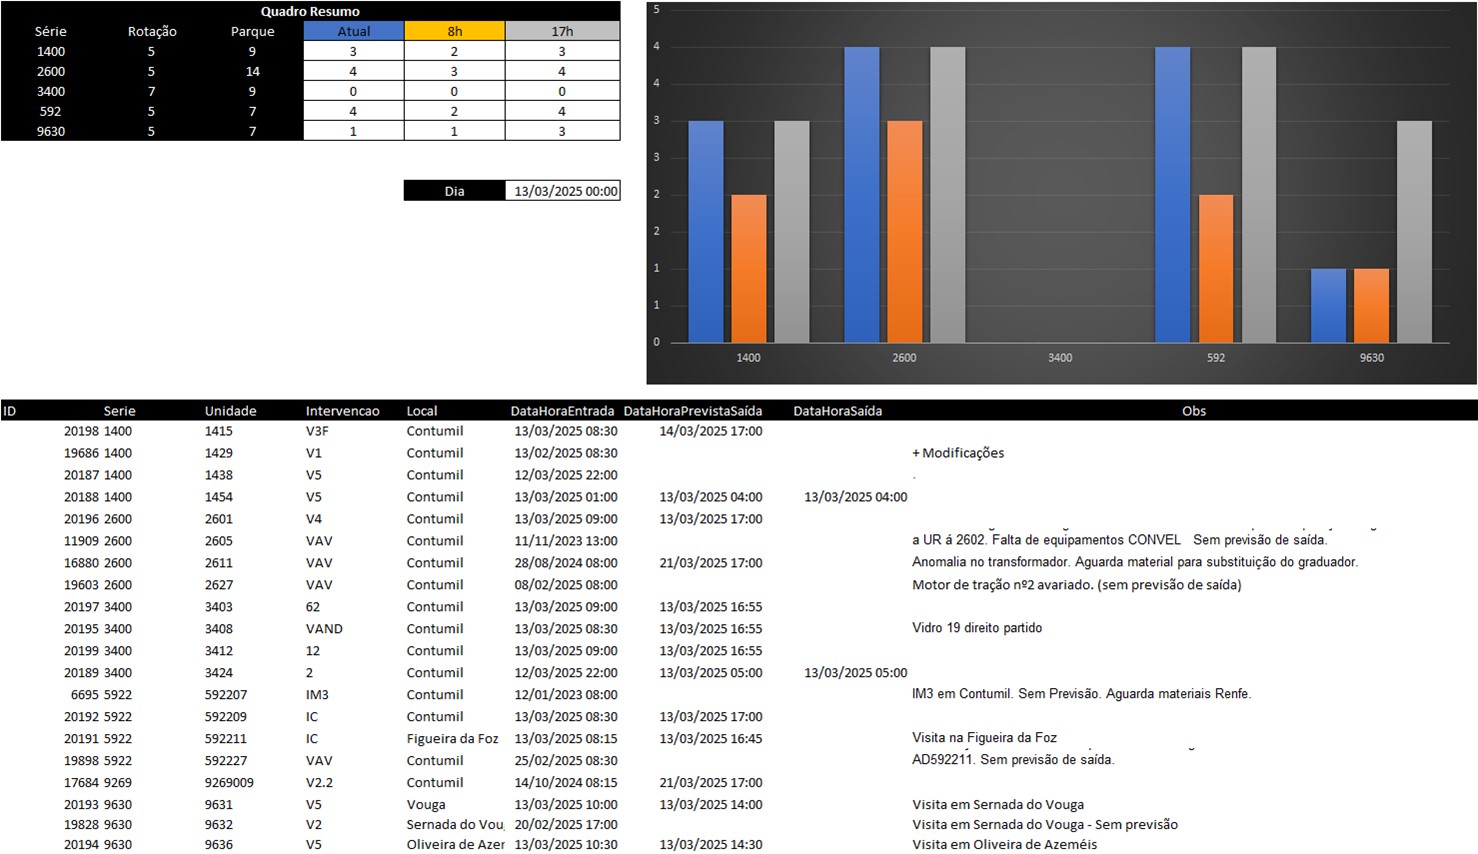 Quadro Resumo
Série Rotação Parque Atual 8h 17h
1400 5 9 3 2 3
2600 5 14 4 3 4
3400 7 9 0 0 0
592 5 7 4 2 4
9630 5 7 1 1 3
Dia 13/03/2025 00:00
5
4
4
3
3
2
2
1
1
0
1400 2600 3400 592 9630
ID Serie Unidade Intervencao Local DataHoraEntrada DataHoraPrevistaSaída DataHoraSaída Obs
20198 1400 1415 V3F Contumil 13/03/2025 08:30 14/03/2025 17:00
19686 1400 1429 V1 Contumil 13/02/2025 08:30 + Modificações
20187 1400 1438 V5 Contumil 12/03/2025 22:00 .
20188 1400 1454 V5 Contumil 13/03/2025 01:00 13/03/2025 04:00 13/03/2025 04:00
20196 2600 2601 V4 Contumil 13/03/2025 09:00 13/03/2025 17:00
11909 2600 2605 VAV Contumil 11/11/2023 13:00 a UR á 2602. Falta de equipamentos CONVEL Sem previsão de saída.
16880 2600 2611 VAV Contumil 28/08/2024 08:00 21/03/2025 17:00 Anomalia no transformador. Aguarda material para substituição do graduador.
19603 2600 2627 VAV Contumil 08/02/2025 08:00 Motor de tração nº2 avariado. (sem previsão de saída)
20197 3400 3403 62 Contumil 13/03/2025 09:00 13/03/2025 16:55
20195 3400 3408 VAND Contumil 13/03/2025 08:30 13/03/2025 16:55 Vidro 19 direito partido
20199 3400 3412 12 Contumil 13/03/2025 09:00 13/03/2025 16:55
20189 3400 3424 2 Contumil 12/03/2025 22:00 13/03/2025 05:00 13/03/2025 05:00
6695 5922 592207 IM3 Contumil 12/01/2023 08:00 IM3 em Contumil. Sem Previsão. Aguarda materiais Renfe.
20192 5922 592209 IC Contumil 13/03/2025 08:30 13/03/2025 17:00
20191 5922 592211 IC Figueira da Foz 13/03/2025 08:15 13/03/2025 16:45 Visita na Figueira da Foz
19898 5922 592227 VAV Contumil 25/02/2025 08:30 AD592211. Sem previsão de saída.
17684 9269 9269009 V2.2 Contumil 14/10/2024 08:15 21/03/2025 17:00
20193 9630 9631 V5 Vouga 13/03/2025 10:00 13/03/2025 14:00 Visita em Sernada do Vouga
19828 9630 9632 V2 Sernada do Vou 20/02/2025 17:00 Visita em Sernada do Vouga - Sem previsão
20194 9630 9636 V5 Oliveira de Azer 13/03/2025 10:30 13/03/2025 14:30 Visita em Oliveira de Azeméis